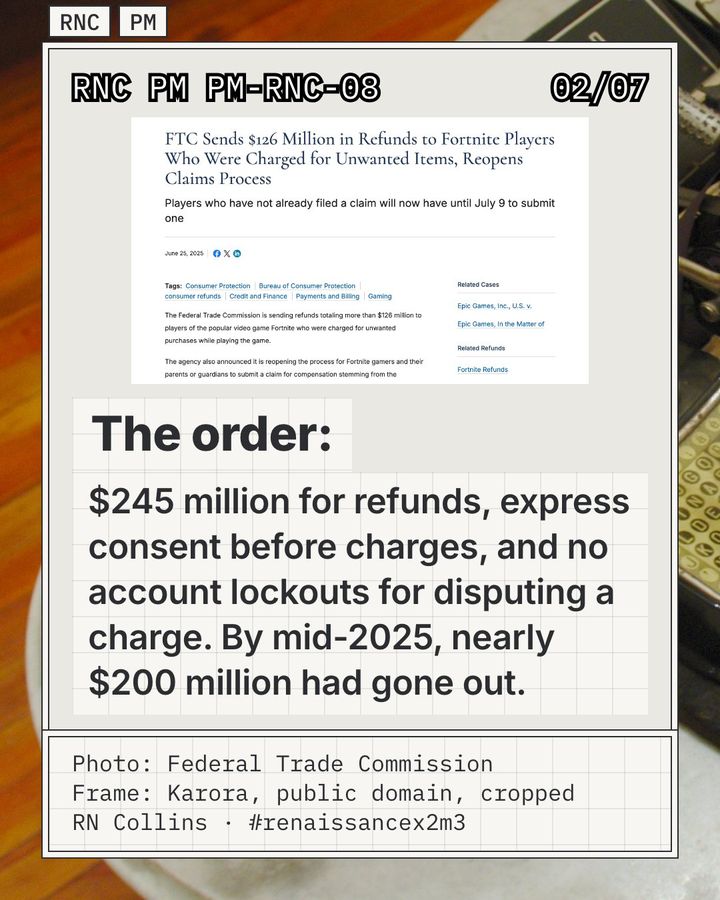 RNC PM
RNC PM PM-RNC-08 02/07
FTC Sends $126 Million in Refunds to Fortnite Players
Who Were Charged for Unwanted Items, Reopens
Claims Process
Players who have not already filed a claim will now have until July 9 to submit
one
June 25, 2025
Tags: Consumer Protection | Bureau of Consumer Protection |
consumer refunds | Credit and Finance | Payments and Billing | Gaming
The Federal Trade Commission is sending refunds totaling more than $126 million to
players of the popular video game Fortnite who were charged for unwanted
purchases while playing the game.
The agency also announced it is reopening the process for Fortnite gamers and their
parents or guardians to submit a claim for compensation stemming from the
Related Cases
Epic Games, Inc., U.S. v.
Epic Games, In the Matter of
Related Refunds
Fortnite Refunds
The order:
$245 million for refunds, express
consent before charges, and no
account lockouts for disputing a
charge. By mid-2025, nearly
$200 million had gone out.
Photo: Federal Trade Commission
Frame: Karora, public domain, cropped
RN Collins · #renaissancex2m3